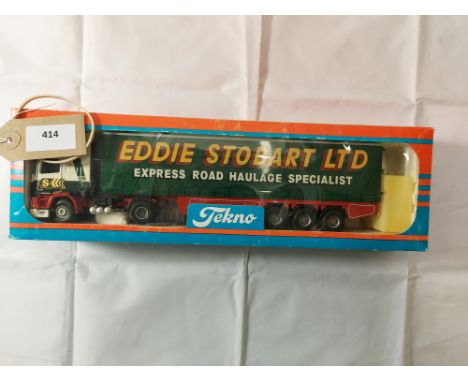 414
EDDIE STOBART LTD
EXPRESS ROAD HAULAGE SPECIALIST
S
Tekno